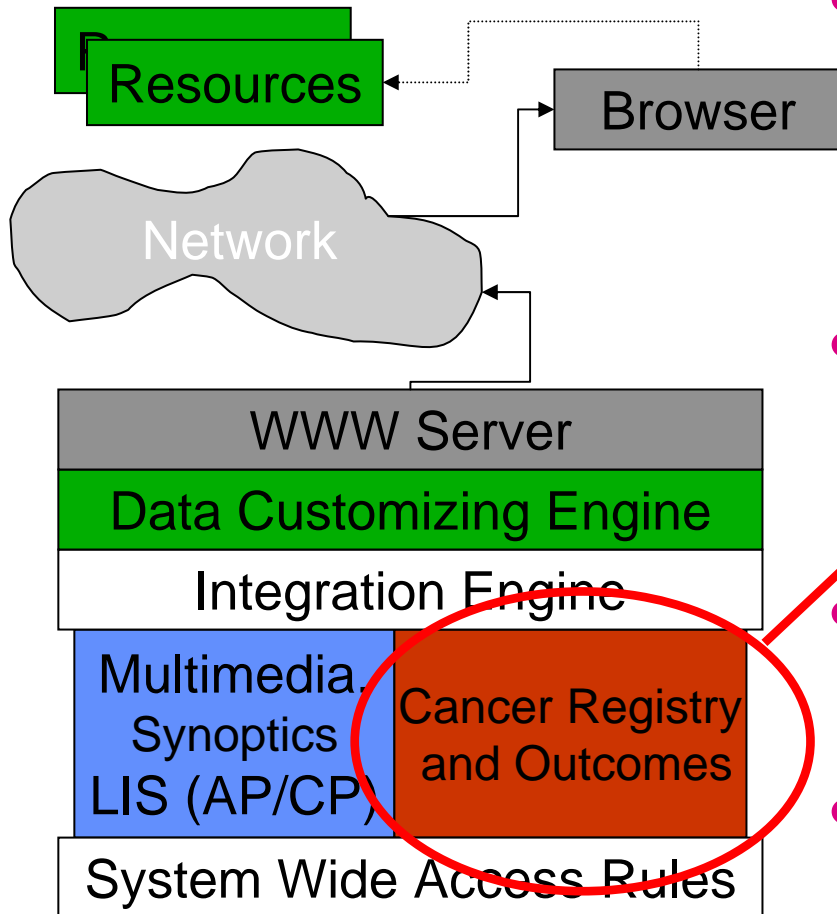 Resources
Browser
Network
WWW Server
Data Customizing Engine
Integration Engine
Multimedia,
Synoptics
LIS (AP/CP)
Cancer Registry
and Outcomes
System Wide Access Rules